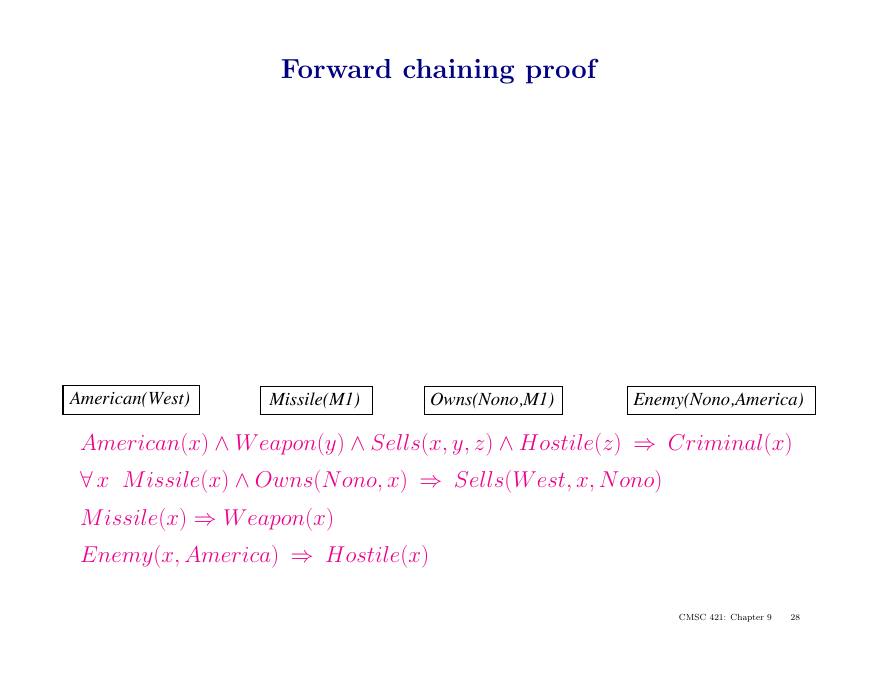 Forward chaining proof
American(West) Missile(M1) Owns(Nono,M1) Enemy(Nono,America)
American(x) ∧ Weapon(y) ∧ Sells(x, y, z) ∧ Hostile(z) ⇒ Criminal(x)
∀ x Missile(x) ∧ Owns(Nono, x) ⇒ Sells(West, x, Nono)
Missile(x) ⇒ Weapon(x)
Enemy(x, America) ⇒ Hostile(x)
CMSC 421: Chapter 9 28